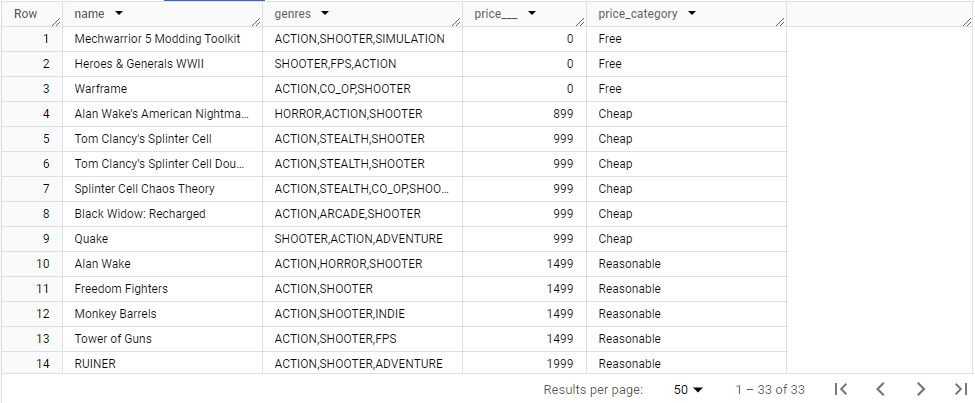 Row name genres price___ price_category
1 Mechwarrior 5 Modding Toolkit ACTION,SHOOTER,SIMULATION 0 Free
2 Heroes & Generals WWII SHOOTER,FPS,ACTION 0 Free
3 Warframe ACTION,CO_OP,SHOOTER 0 Free
4 Alan Wake's American Nightma... HORROR,ACTION,SHOOTER 899 Cheap
5 Tom Clancy's Splinter Cell ACTION,STEALTH,SHOOTER 999 Cheap
6 Tom Clancy's Splinter Cell Dou... ACTION,STEALTH,SHOOTER 999 Cheap
7 Splinter Cell Chaos Theory ACTION,STEALTH,CO_OP,SHOO... 999 Cheap
8 Black Widow: Recharged ACTION,ARCADE,SHOOTER 999 Cheap
9 Quake SHOOTER,ACTION,ADVENTURE 999 Cheap
10 Alan Wake ACTION,HORROR,SHOOTER 1499 Reasonable
11 Freedom Fighters ACTION,SHOOTER 1499 Reasonable
12 Monkey Barrels ACTION,SHOOTER,INDIE 1499 Reasonable
13 Tower of Guns ACTION,SHOOTER,FPS 1499 Reasonable
14 RUINER ACTION,SHOOTER,ADVENTURE 1999 Reasonable
Results per page: 50 1 – 33 of 33